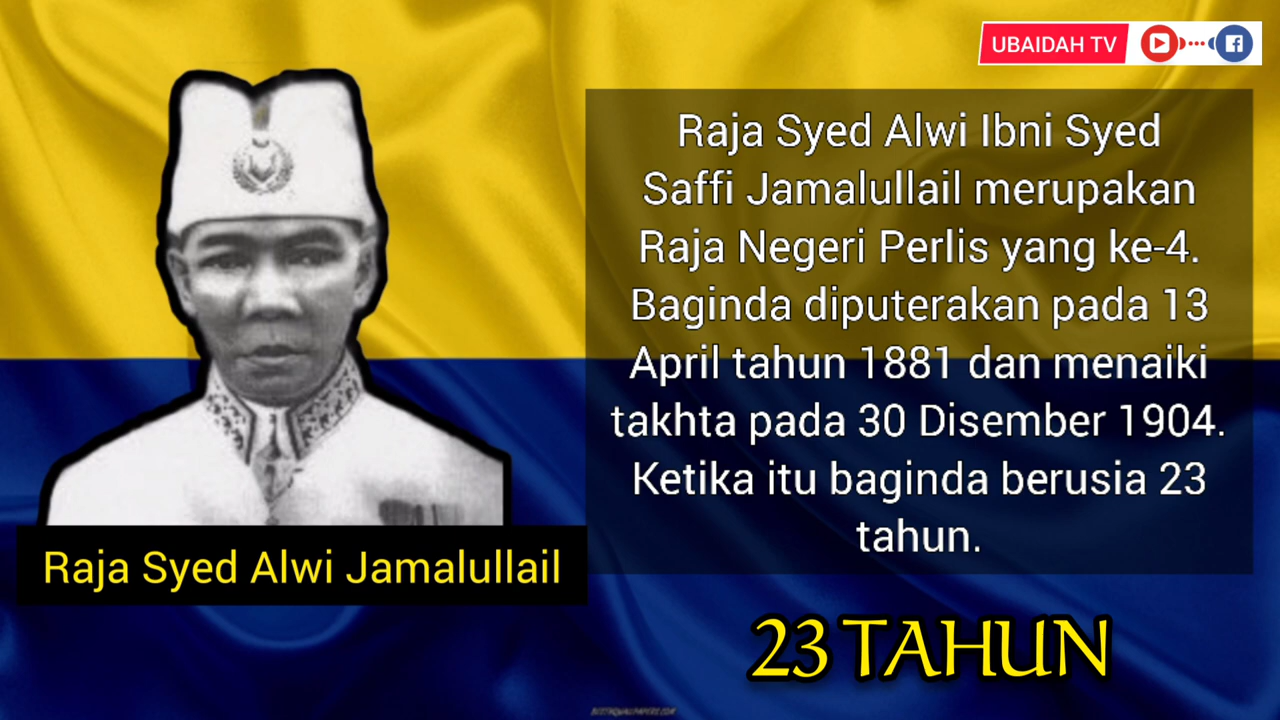 UBAIDAH TV
Raja Syed Alwi Ibni Syed
Saffi Jamalullail merupakan
Raja Negeri Perlis yang ke-4.
Baginda diputerakan pada 13
April tahun 1881 dan menaiki
takhta pada 30 Disember 1904.
Ketika itu baginda berusia 23
tahun.
Raja Syed Alwi Jamalullail
23 TAHUN